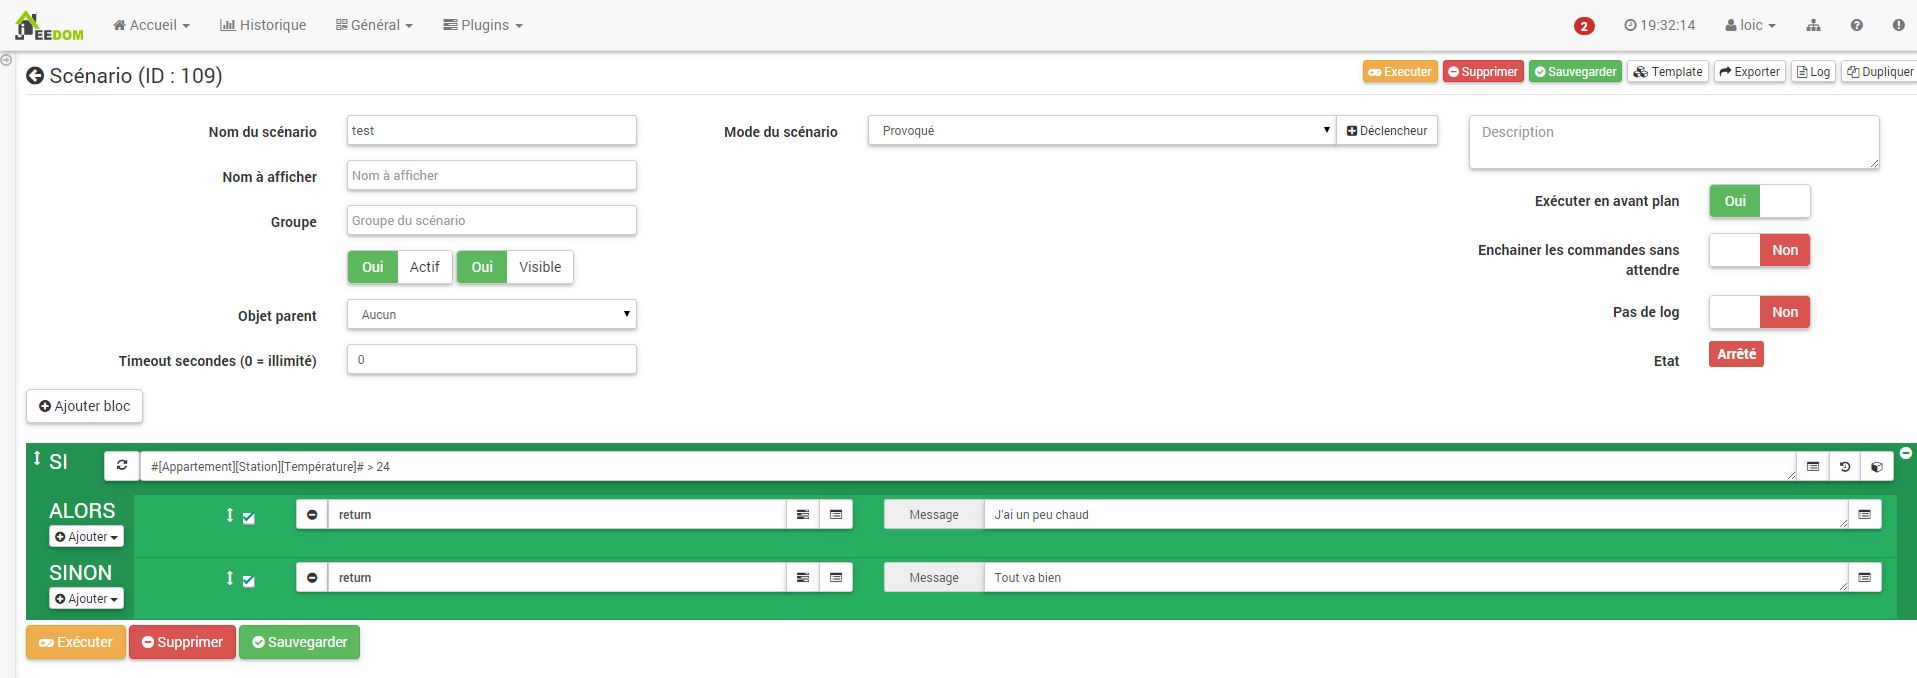 JEEDOM Accueil Historique Général Plugins 2 19:32:14 loic
Scénario (ID : 109) Executer Supprimer Sauvegarder Template Exporter Log Dupliquer
Nom du scénario test Mode du scénario Provoqué Déclencheur Description
Nom à afficher Nom à afficher
Exécuter en avant plan Oui
Groupe Groupe du scénario
Enchainer les commandes sans
attendre Non
Oui Actif Oui Visible
Objet parent Aucun Pas de log Non
Timeout secondes (0 = illimité) 0 Etat Arrêté
Ajouter bloc
SI #[Appartement][Station][Température]# > 24
ALORS return Message J'ai un peu chaud
Ajouter
SINON return Message Tout va bien
Ajouter
Exécuter Supprimer Sauvegarder